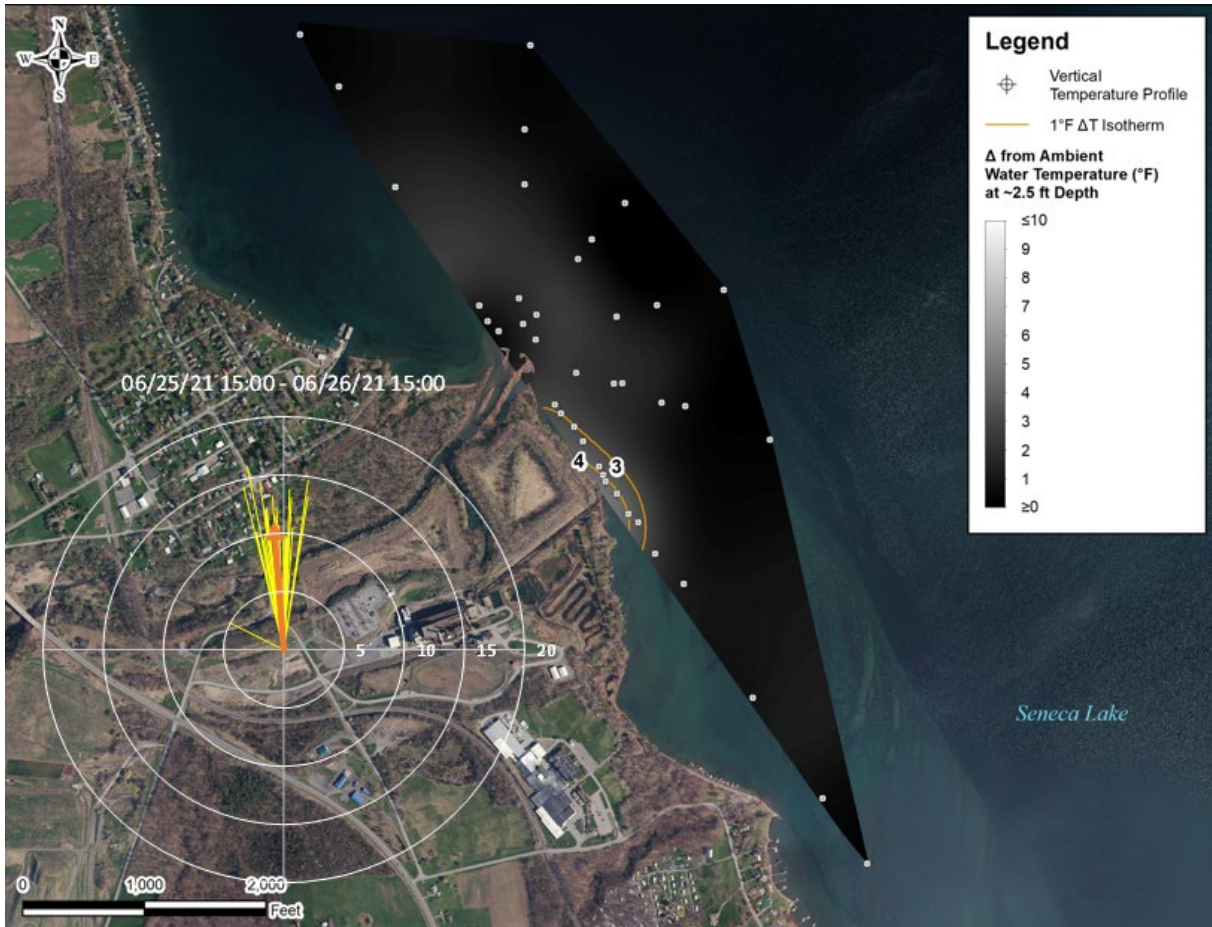 N
W E
S
Legend
Vertical
Temperature Profile
1°F ΔT Isotherm
Δ from Ambient
Water Temperature (°F)
at ~2.5 ft Depth
≤10
9
8
7
6
5
4
3
2
1
≥0
06/25/21 15:00 - 06/26/21 15:00
4 3
5 10 15 20
Seneca Lake
0 1,000 2,000
Feet